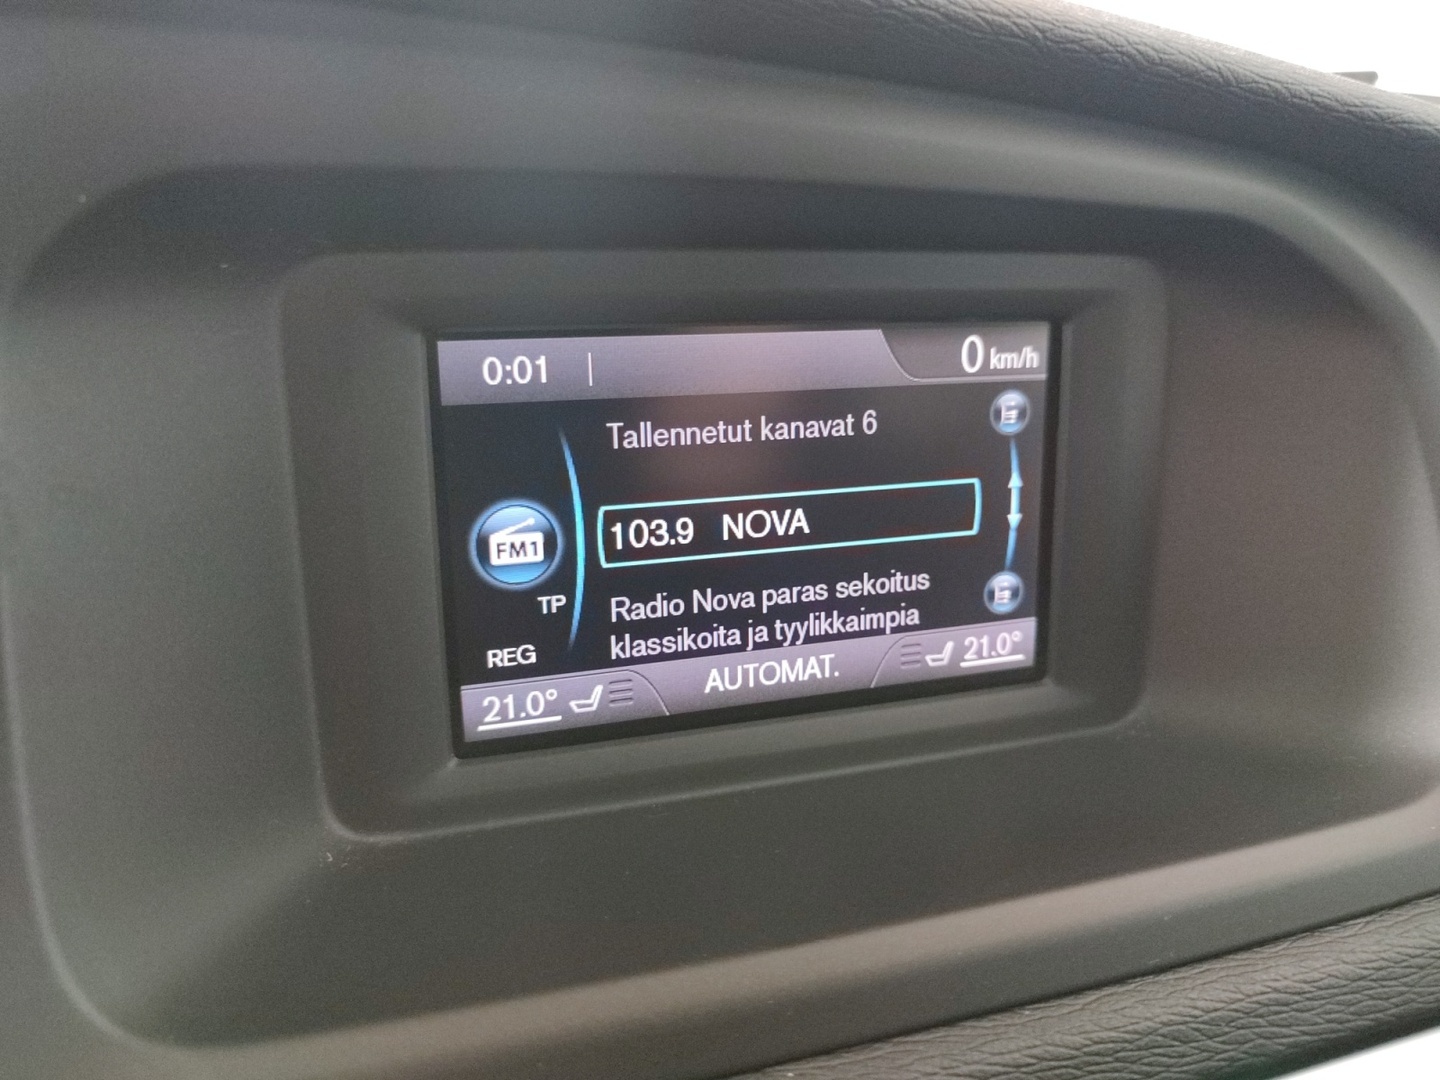 0:01 0 km/h
Tallennetut kanavat 6
FM1 103.9 NOVA
TP Radio Nova paras sekoitus
REG klassikoita ja tyylikkaimpia
21.0° AUTOMAT. 21.0°